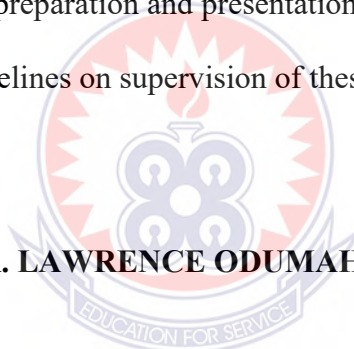 preparation and presentation
elines on supervision of thes
. LAWRENCE ODUMAH
EDUCATION FOR SERVICE